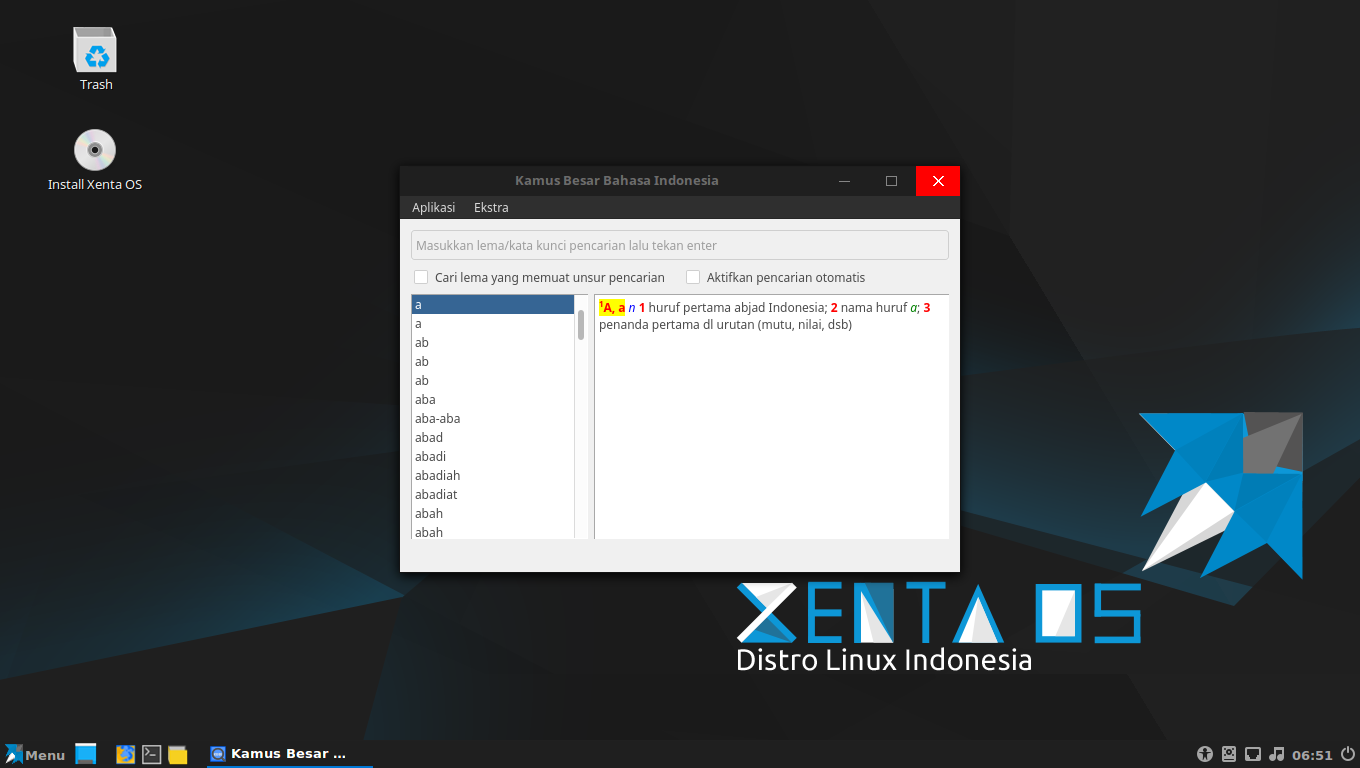 Trash
Install Xenta OS
Kamus Besar Bahasa Indonesia
Aplikasi Ekstra
Masukkan lema/kata kunci pencarian lalu tekan enter
Cari lema yang memuat unsur pencarian Aktifkan pencarian otomatis
a
a
ab
ab
ab
aba
aba-aba
abad
abadi
abadiah
abadiat
abah
abah
¹A, a n 1 huruf pertama abjad Indonesia; 2 nama huruf a; 3
penanda pertama dl urutan (mutu, nilai, dsb)
XENTA OS
Distro Linux Indonesia
Menu
Kamus Besar ...
06:51